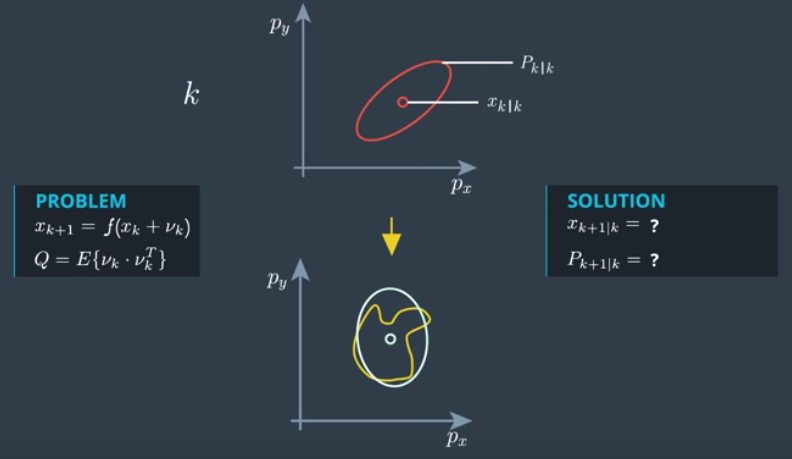 p_y
P_{k|k}
k
x_{k|k}
p_x
PROBLEM
x_{k+1} = f(x_k + ν_k)
Q = E{ν_k · ν_k^T}
SOLUTION
x_{k+1|k} = ?
P_{k+1|k} = ?
p_y
p_x